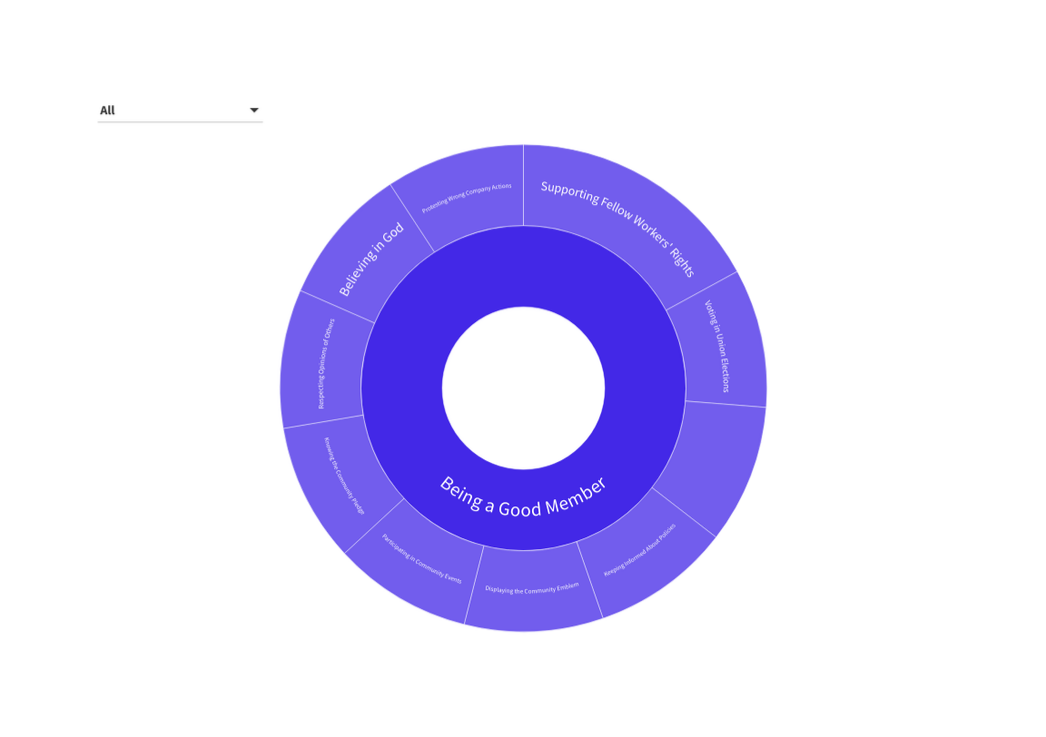 All
Supporting Fellow Workers' Rights
Voting in Union Elections
Keeping Informed About Policies
Displaying the Community Emblem
Participating in Community Events
Knowing the Community Pledge
Respecting Opinions of Others
Believing in God
Protesting Wrong Company Actions
Being a Good Member